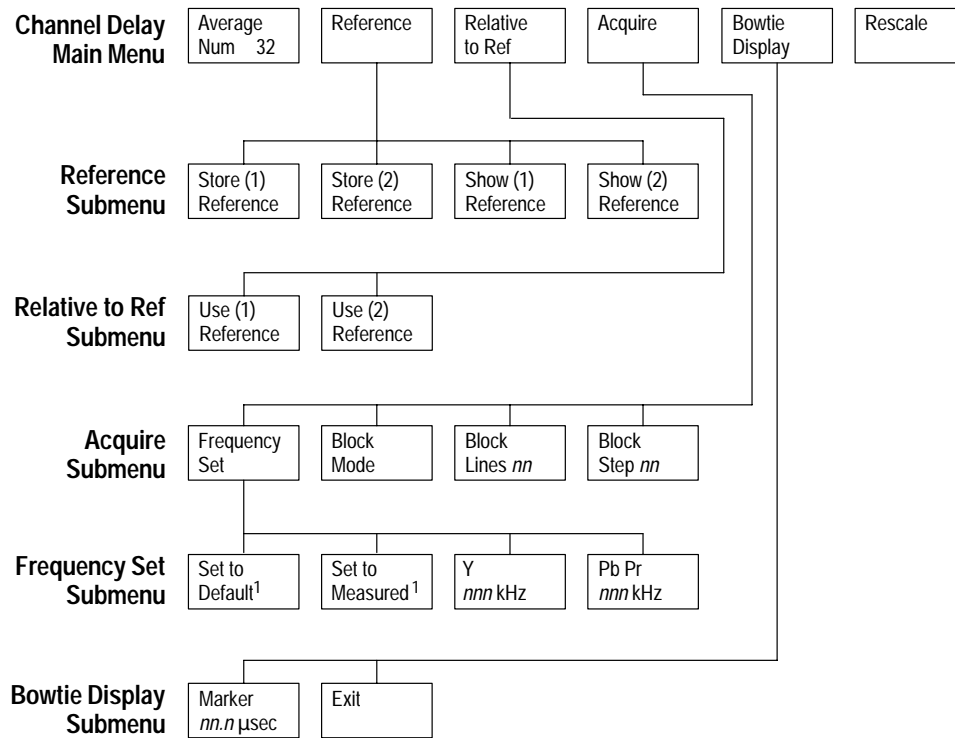 Channel Delay
Main Menu
Average
Num 32
Reference
Relative
to Ref
Acquire
Bowtie
Display
Rescale
Reference
Submenu
Store (1)
Reference
Store (2)
Reference
Show (1)
Reference
Show (2)
Reference
Relative to Ref
Submenu
Use (1)
Reference
Use (2)
Reference
Acquire
Submenu
Frequency
Set
Block
Mode
Block
Lines nn
Block
Step nn
Frequency Set
Submenu
Set to
Default1
Set to
Measured 1
Y
nnn kHz
Pb Pr
nnn kHz
Bowtie Display
Submenu
Marker
nn.n µsec
Exit